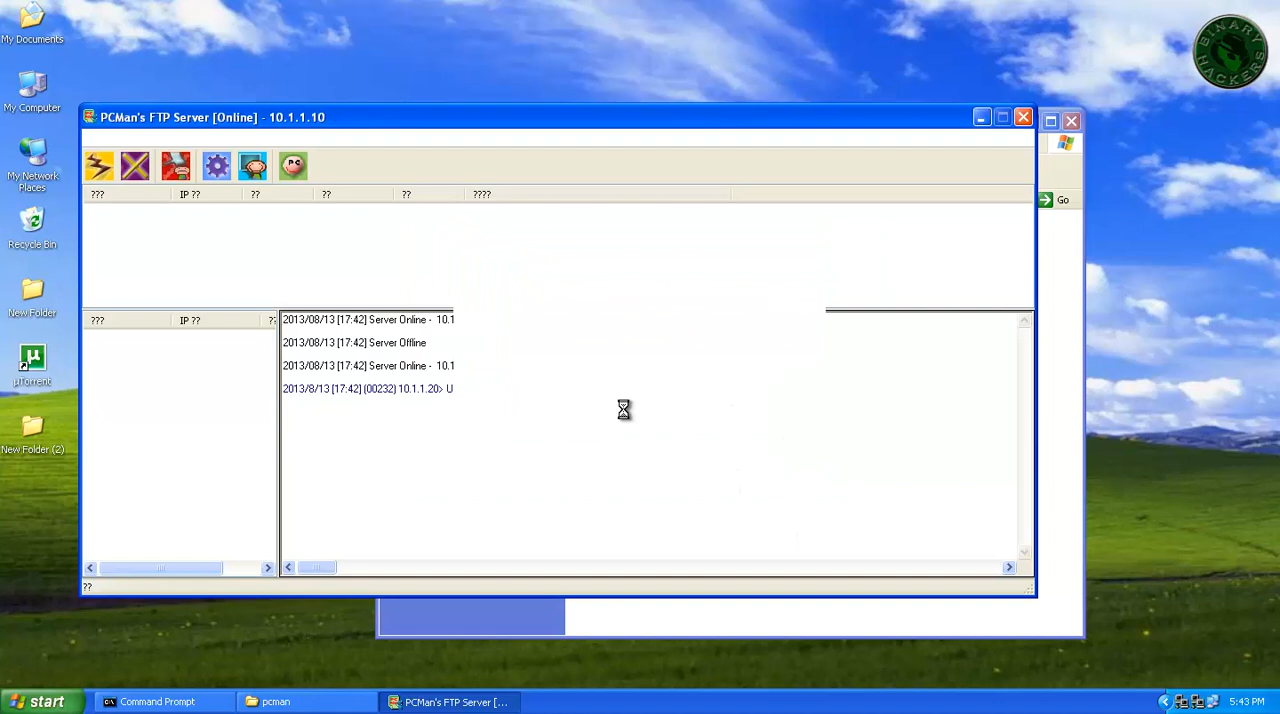 My Documents
My Computer
My Network
Places
Recycle Bin
New Folder
µTorrent
New Folder (2)
BINARY
HACKERS
PCMan's FTP Server [Online] - 10.1.1.10
??? IP ?? ?? ?? ?? ????
Go
??? IP ?? ??
2013/08/13 [17:42] Server Online - 10.1
2013/08/13 [17:42] Server Offline
2013/08/13 [17:42] Server Online - 10.1
2013/8/13 [17:42] (00232) 10.1.1.20> U
??
start
Command Prompt
pcman
PCMan's FTP Server [...
5:43 PM